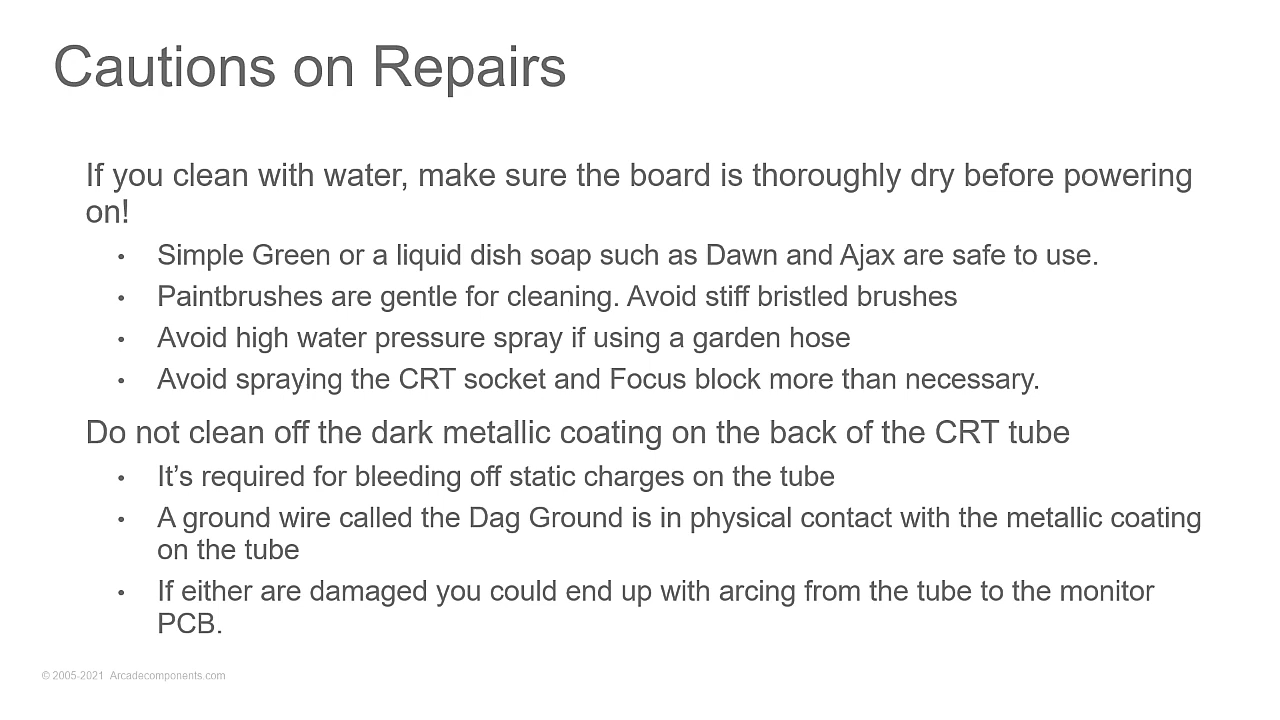 Cautions on Repairs
If you clean with water, make sure the board is thoroughly dry before powering
on!
• Simple Green or a liquid dish soap such as Dawn and Ajax are safe to use.
• Paintbrushes are gentle for cleaning. Avoid stiff bristled brushes
• Avoid high water pressure spray if using a garden hose
• Avoid spraying the CRT socket and Focus block more than necessary.
Do not clean off the dark metallic coating on the back of the CRT tube
• It’s required for bleeding off static charges on the tube
• A ground wire called the Dag Ground is in physical contact with the metallic coating
on the tube
• If either are damaged you could end up with arcing from the tube to the monitor
PCB.
© 2005-2021 Arcadecomponents.com